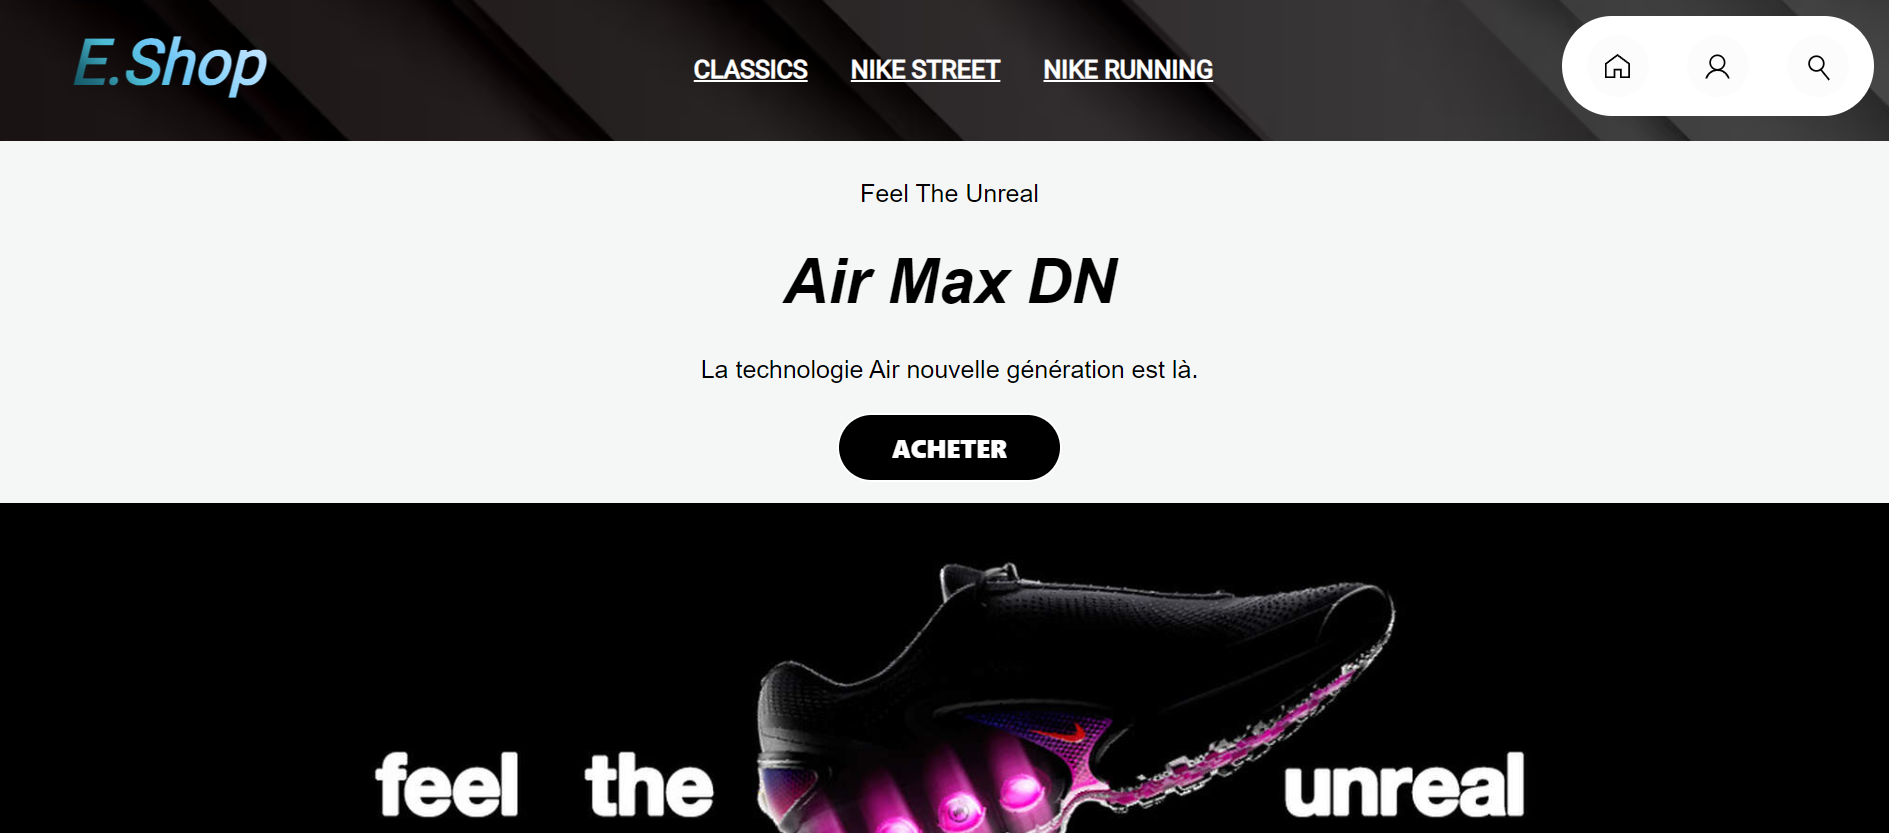 E.Shop
CLASSICS NIKE STREET NIKE RUNNING
Feel The Unreal
Air Max DN
La technologie Air nouvelle génération est là.
ACHETER
feel the unreal